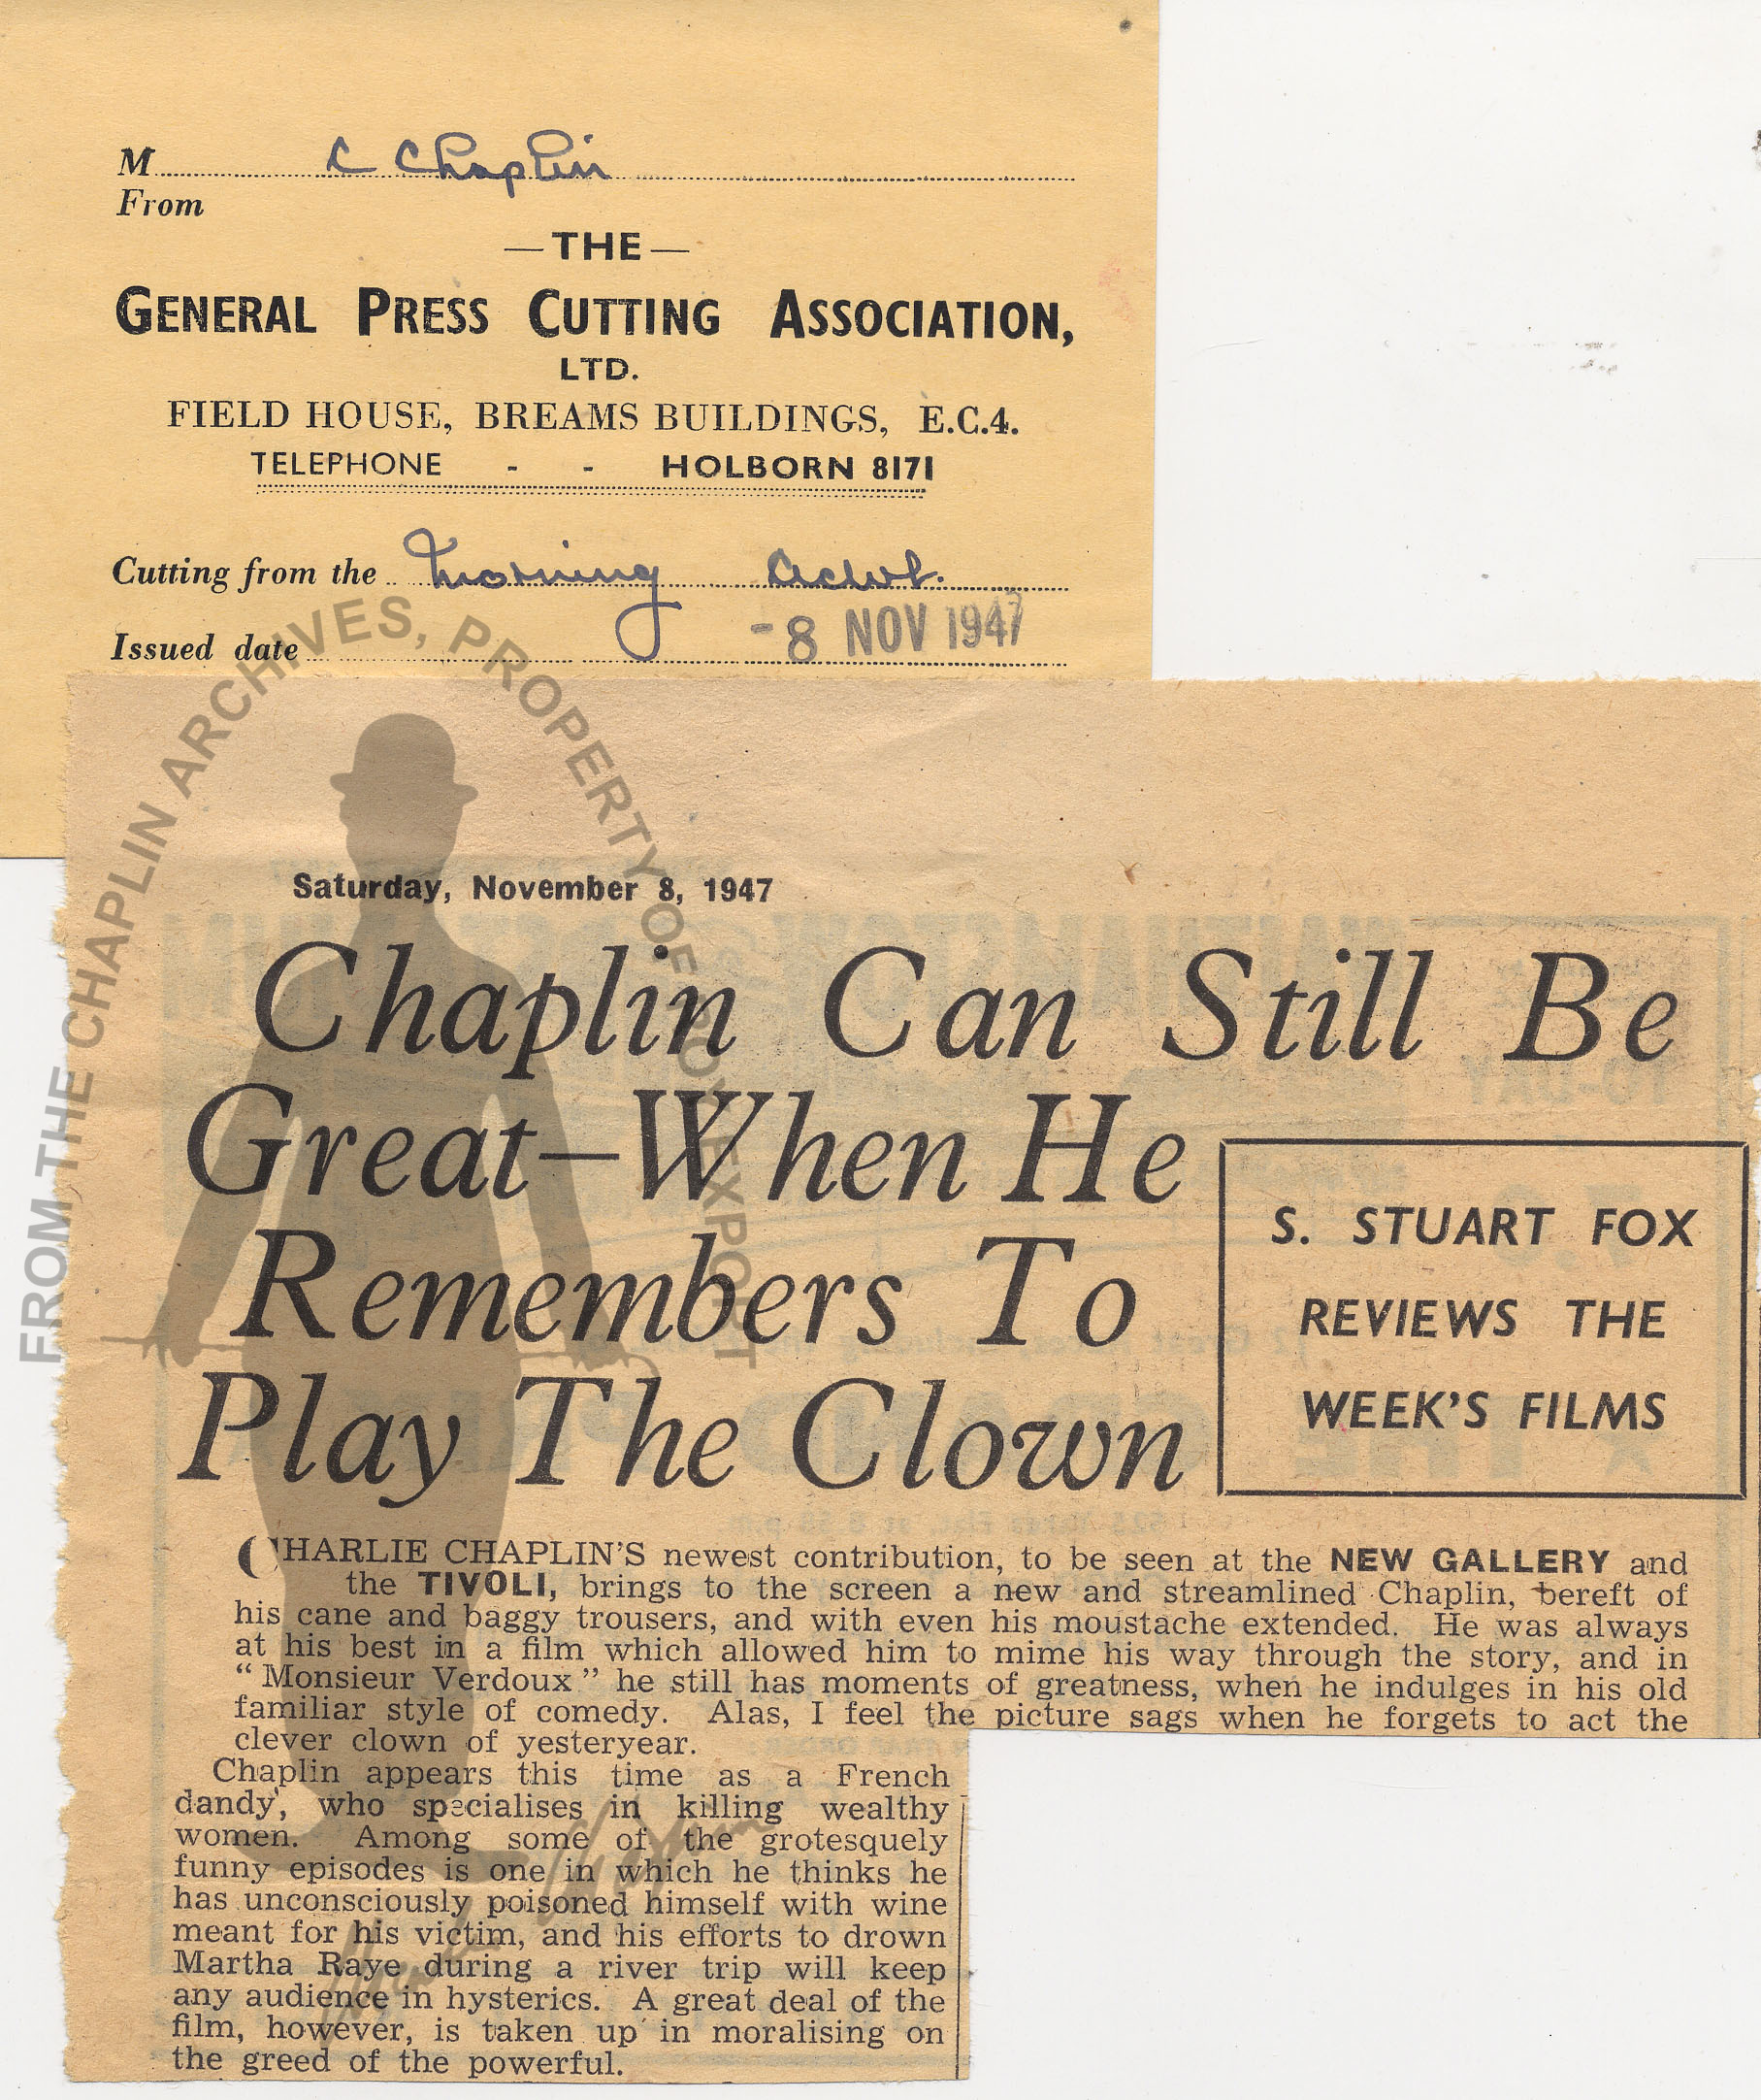 M C Chaplin
From
—THE—
GENERAL PRESS CUTTING ASSOCIATION,
LTD.
FIELD HOUSE, BREAMS BUILDINGS, E.C.4.
TELEPHONE - - HOLBORN 8171
Cutting from the Morning Advt.
Issued date -8 NOV 1947
FROM THE CHAPLIN ARCHIVES, PROPERTY OF ROY EXPORT
Saturday, November 8, 1947
Chaplin Can Still Be
Great—When He
Remembers To
Play The Clown
S. STUART FOX
REVIEWS THE
WEEK'S FILMS
CHARLIE CHAPLIN'S newest contribution, to be seen at the NEW GALLERY and
the TIVOLI, brings to the screen a new and streamlined Chaplin, bereft of
his cane and baggy trousers, and with even his moustache extended. He was always
at his best in a film which allowed him to mime his way through the story, and in
“Monsieur Verdoux” he still has moments of greatness, when he indulges in his old
familiar style of comedy. Alas, I feel the picture sags when he forgets to act the
clever clown of yesteryear.
Chaplin appears this time as a French
dandy, who specialises in killing wealthy
women. Among some of the grotesquely
funny episodes is one in which he thinks he
has unconsciously poisoned himself with wine
meant for his victim, and his efforts to drown
Martha Raye during a river trip will keep
any audience in hysterics. A great deal of the
film, however, is taken up in moralising on
the greed of the powerful.